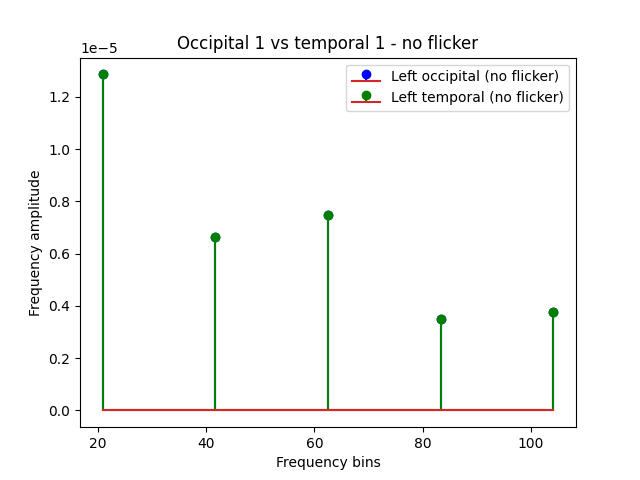 Occipital 1 vs temporal 1 - no flicker
1e−5
Left occipital (no flicker)
Left temporal (no flicker)
1.2
1.0
0.8
0.6
0.4
0.2
0.0
Frequency amplitude
20 40 60 80 100
Frequency bins